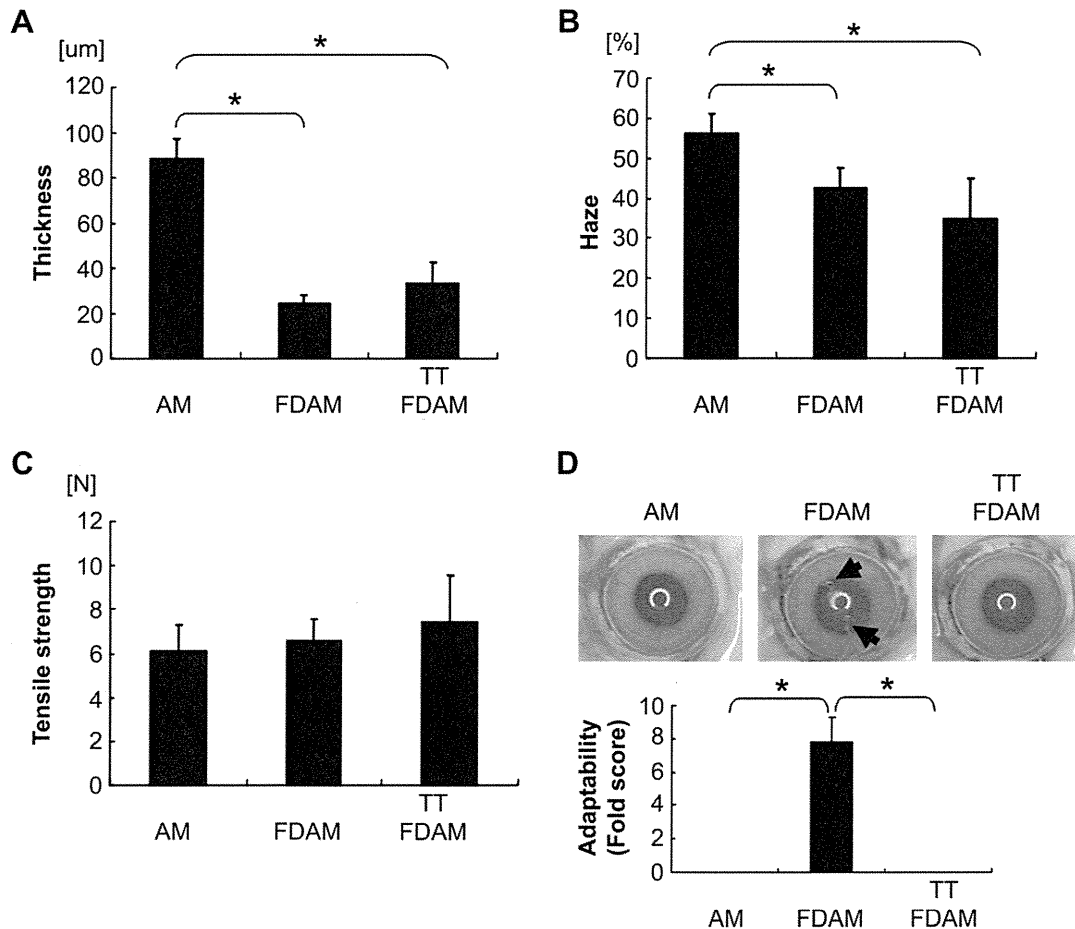 A
[um]
*
*
120
100
80
60
40
20
0
Thickness
AM
FDAM
TT
FDAM
B
[%]
*
*
70
60
50
40
30
20
10
0
Haze
AM
FDAM
TT
FDAM
C
[N]
12
10
8
6
4
2
0
Tensile strength
AM
FDAM
TT
FDAM
D
AM
FDAM
TT
FDAM
*
*
10
8
6
4
2
0
Adaptability
(Fold score)
AM
FDAM
TT
FDAM